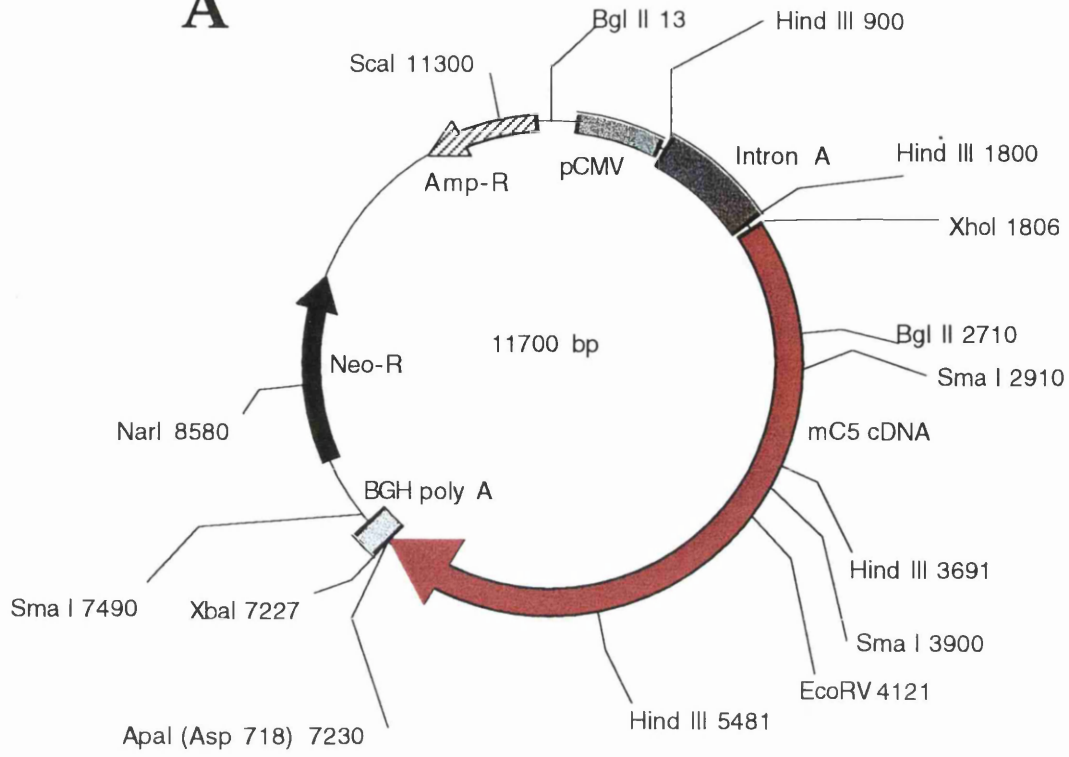 A
Bgl II 13
Hind III 900
ScaI 11300
Intron A
Hind III 1800
pCMV
Amp-R
XhoI 1806
11700 bp
Bgl II 2710
Neo-R
Sma I 2910
NarI 8580
mC5 cDNA
BGH poly A
Hind III 3691
Sma I 7490
XbaI 7227
Sma I 3900
EcoRV 4121
Hind III 5481
ApaI (Asp 718) 7230